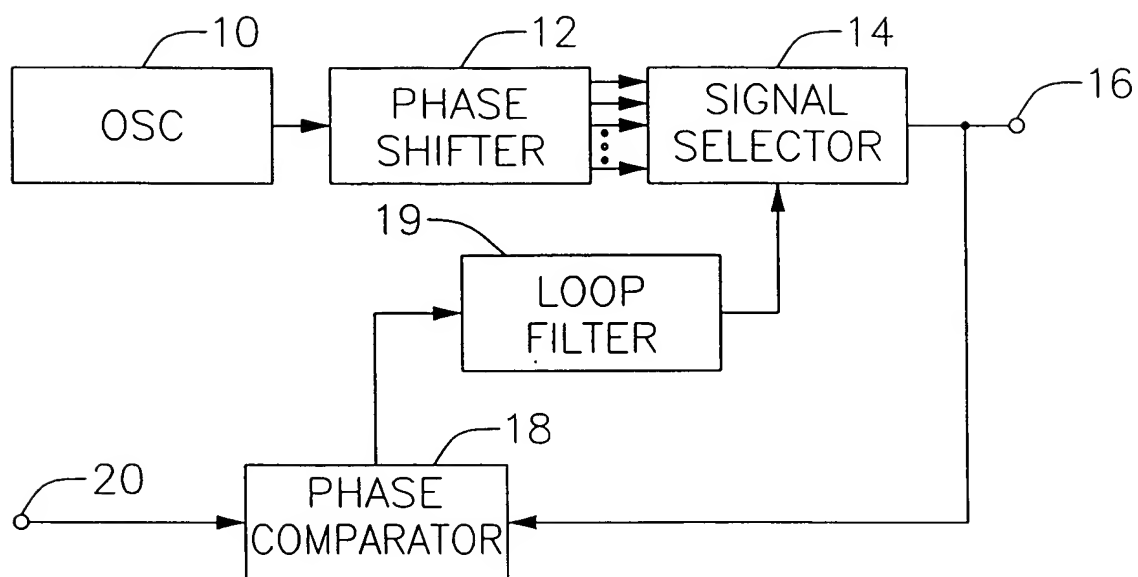 10
12
14
16
OSC
PHASE
SHIFTER
SIGNAL
SELECTOR
19
LOOP
FILTER
18
20
PHASE
COMPARATOR